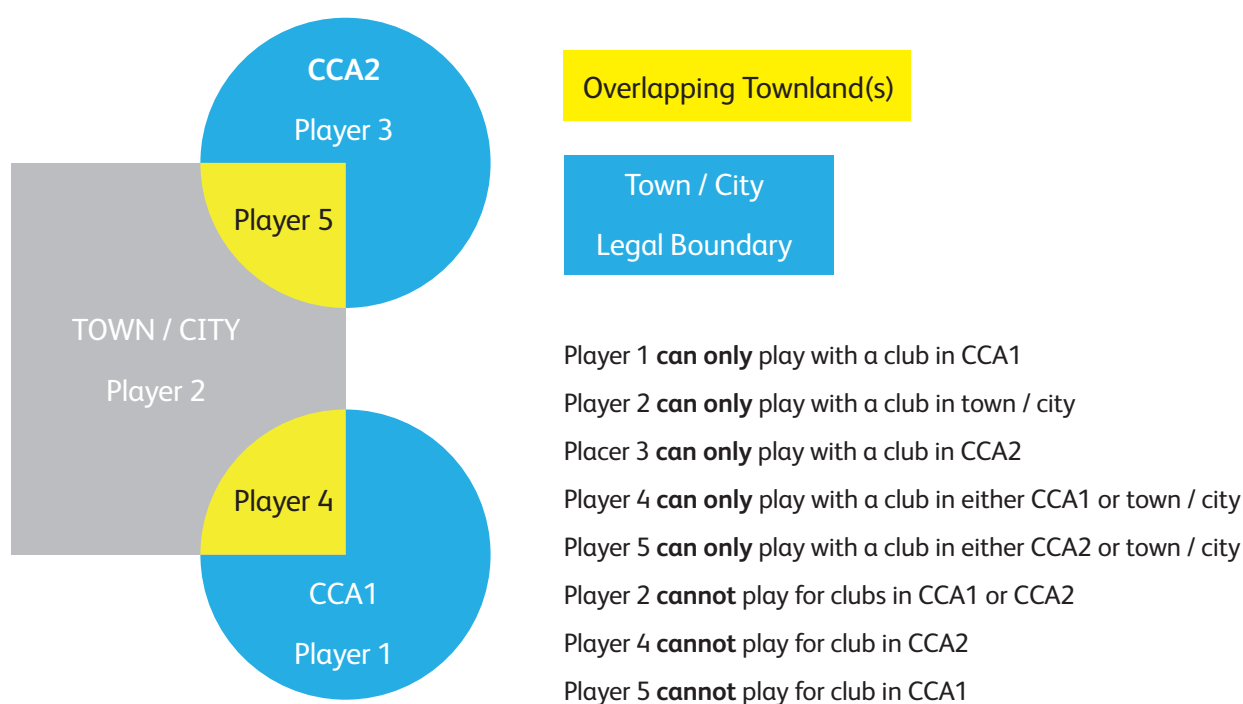 CCA2
Player 3
Player 5
TOWN / CITY
Player 2
Player 4
CCA1
Player 1
Overlapping Townland(s)
Town / City
Legal Boundary
Player 1 can only play with a club in CCA1
Player 2 can only play with a club in town / city
Placer 3 can only play with a club in CCA2
Player 4 can only play with a club in either CCA1 or town / city
Player 5 can only play with a club in either CCA2 or town / city
Player 2 cannot play for clubs in CCA1 or CCA2
Player 4 cannot play for club in CCA2
Player 5 cannot play for club in CCA1